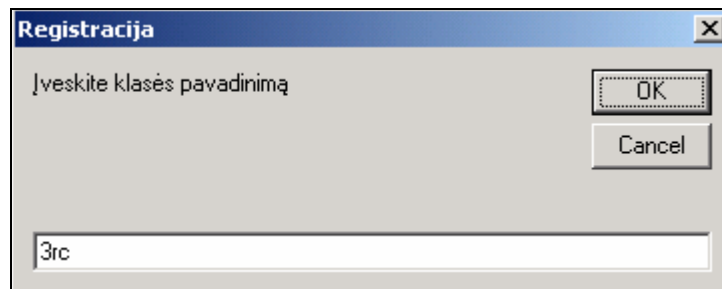 Registracija
Įveskite klasės pavadinimą
OK
Cancel
3rc